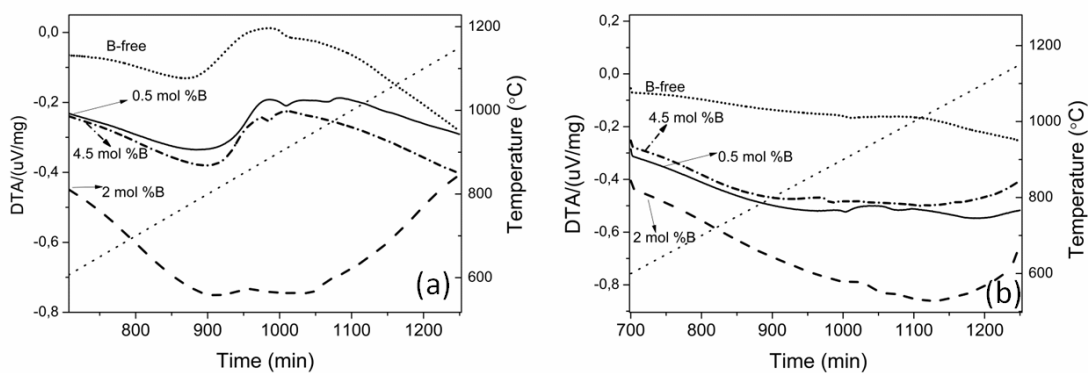 0,0
-0,2
-0,4
-0,6
-0,8
DTA/(uV/mg)
B-free
0.5 mol %B
4.5 mol %B
2 mol %B
(a)
1200
1000
800
600
Temperature (°C)
800
900
1000
1100
1200
Time (min)
0,2
0,0
-0,2
-0,4
-0,6
-0,8
DTA/(uV/mg)
B-free
4.5 mol %B
0.5 mol %B
2 mol %B
(b)
1200
1000
800
600
Temperature (°C)
700
800
900
1000
1100
1200
Time (min)